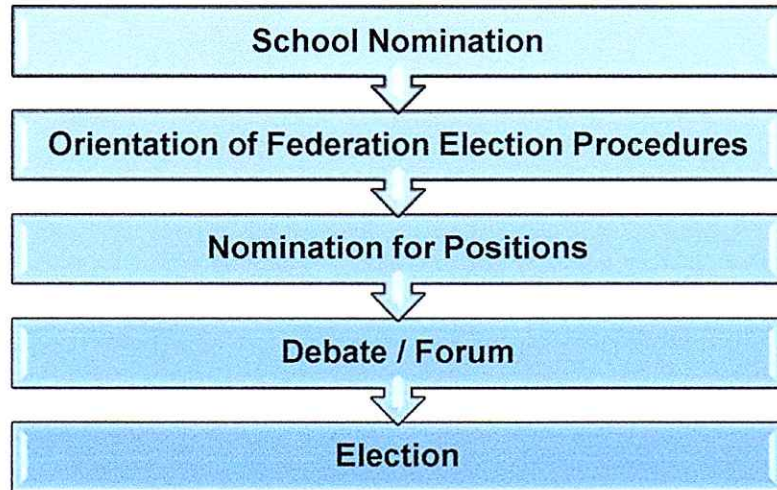 School Nomination
Orientation of Federation Election Procedures
Nomination for Positions
Debate / Forum
Election